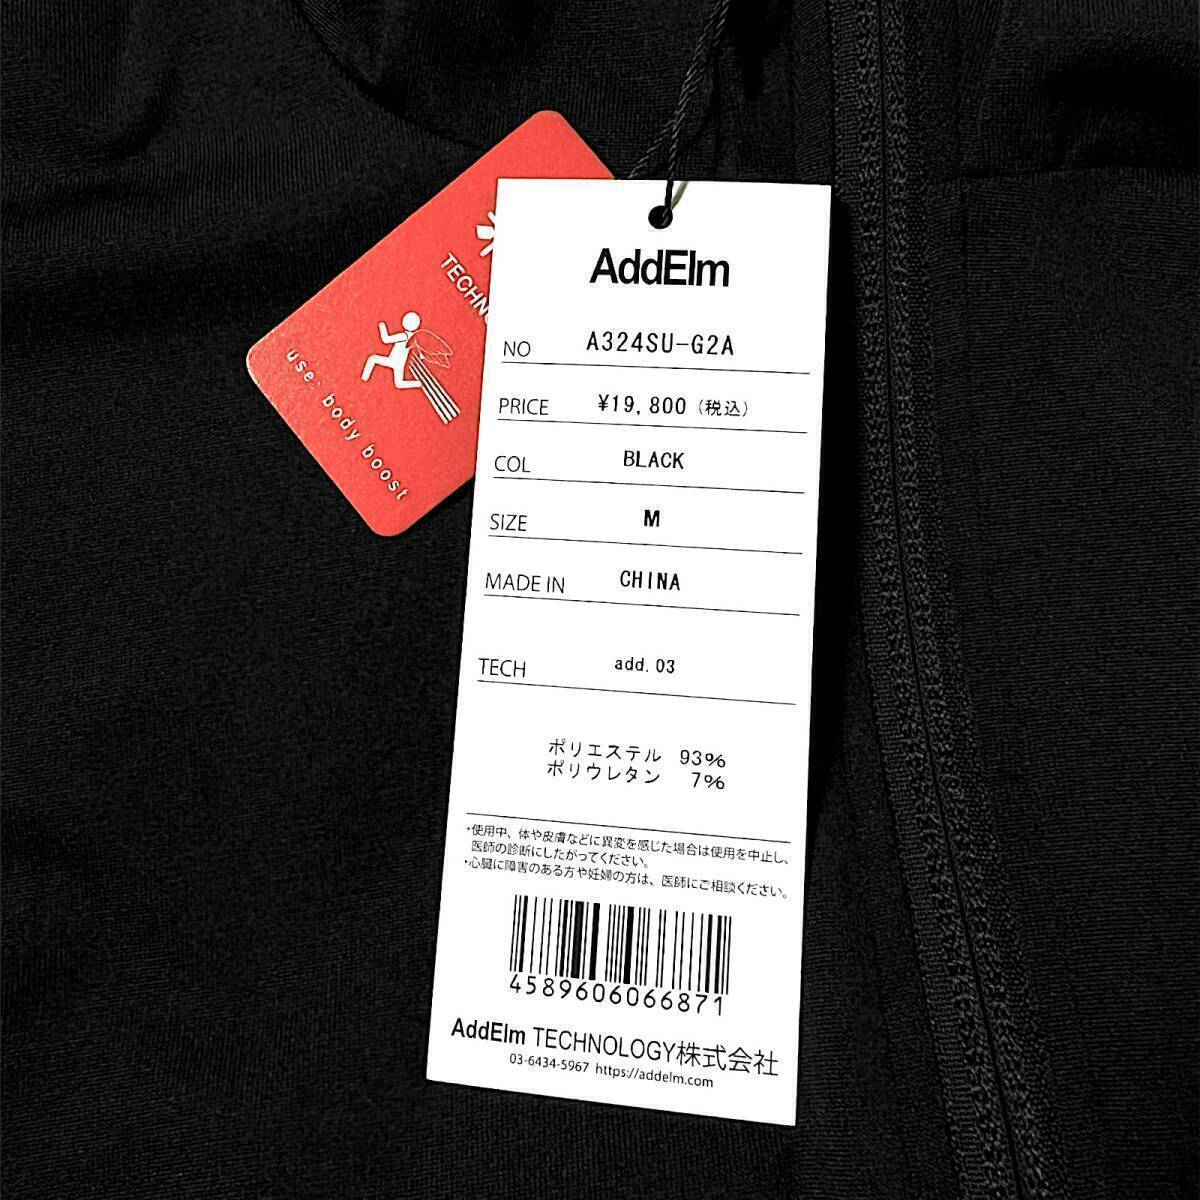 TECHN
use: body boost
AddElm
NO A324SU-G2A
PRICE ¥19,800（税込）
COL BLACK
SIZE M
MADE IN CHINA
TECH add.03
ポリエステル 93%
ポリウレタン 7%
・使用中、体や皮膚などに異変を感じた場合は使用を中止し、
医師の診断にしたがってください。
・心臓に障害のある方や妊婦の方は、医師にご相談ください。
4589606066871
AddElm TECHNOLOGY株式会社
03-6434-5967 https://addelm.com